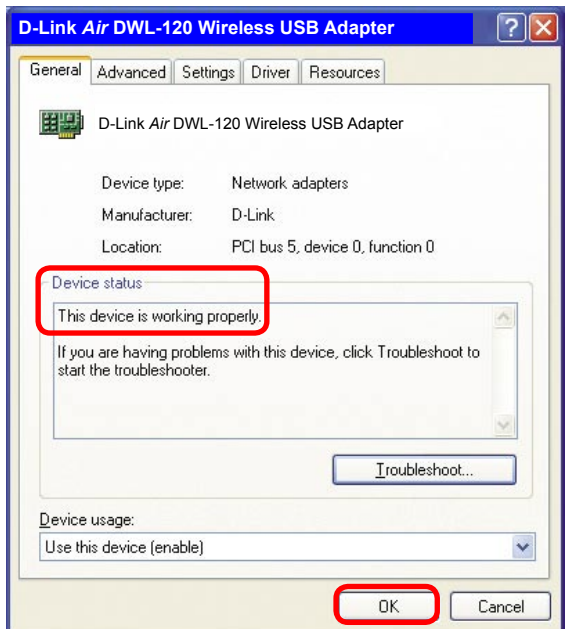 D-Link Air DWL-120 Wireless USB Adapter
General Advanced Settings Driver Resources
D-Link Air DWL-120 Wireless USB Adapter
Device type: Network adapters
Manufacturer: D-Link
Location: PCI bus 5, device 0, function 0
Device status
This device is working properly.
If you are having problems with this device, click Troubleshoot to
start the troubleshooter.
Troubleshoot...
Device usage:
Use this device (enable)
OK Cancel